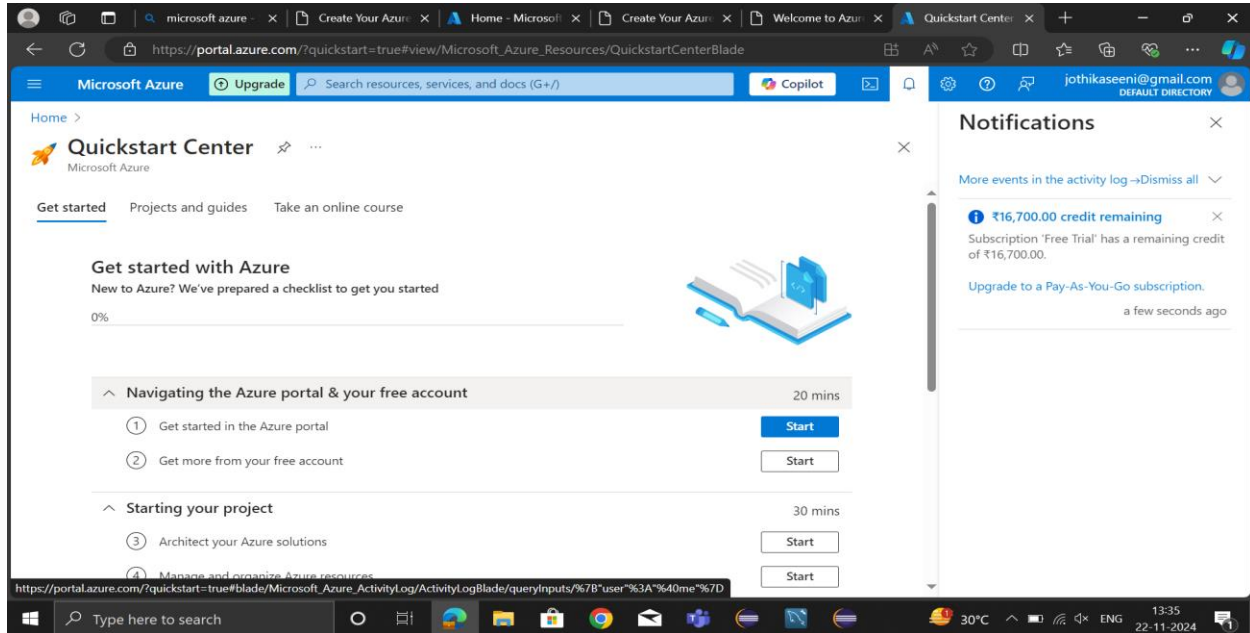 microsoft azure -
Create Your Azure
Home - Microsoft
Create Your Azure
Welcome to Azur
Quickstart Center
https://portal.azure.com/?quickstart=true#view/Microsoft_Azure_Resources/QuickstartCenterBlade
Microsoft Azure
Upgrade
Search resources, services, and docs (G+/)
Copilot
jothikaseeni@gmail.com
DEFAULT DIRECTORY
Home >
Quickstart Center
Microsoft Azure
Get started
Projects and guides
Take an online course
Get started with Azure
New to Azure? We've prepared a checklist to get you started
0%
Navigating the Azure portal & your free account
20 mins
1 Get started in the Azure portal
Start
2 Get more from your free account
Start
Starting your project
30 mins
3 Architect your Azure solutions
Start
4 Manage and organize Azure resources
Start
Notifications
More events in the activity log →
Dismiss all
₹16,700.00 credit remaining
Subscription 'Free Trial' has a remaining credit
of ₹16,700.00.
Upgrade to a Pay-As-You-Go subscription.
a few seconds ago
https://portal.azure.com/?quickstart=true#blade/Microsoft_Azure_ActivityLog/ActivityLogBlade/queryInputs/%7B"user"%3A"%40me"%7D
Type here to search
30°C
ENG
13:35
22-11-2024
1